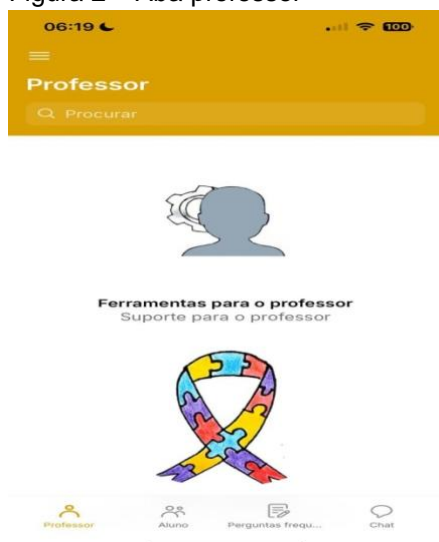 Figura 2 – Aba professor
06:19
100
Professor
Procurar
Ferramentas para o professor
Suporte para o professor
Professor
Aluno
Perguntas frequ...
Chat